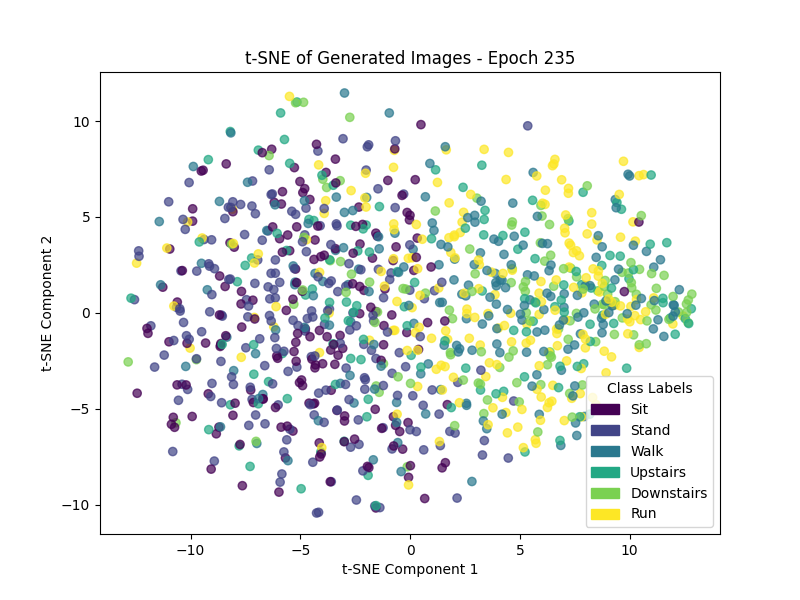 t-SNE of Generated Images - Epoch 235
10
5
0
−5
−10
t-SNE Component 2
−10
−5
0
5
10
t-SNE Component 1
Class Labels
Sit
Stand
Walk
Upstairs
Downstairs
Run